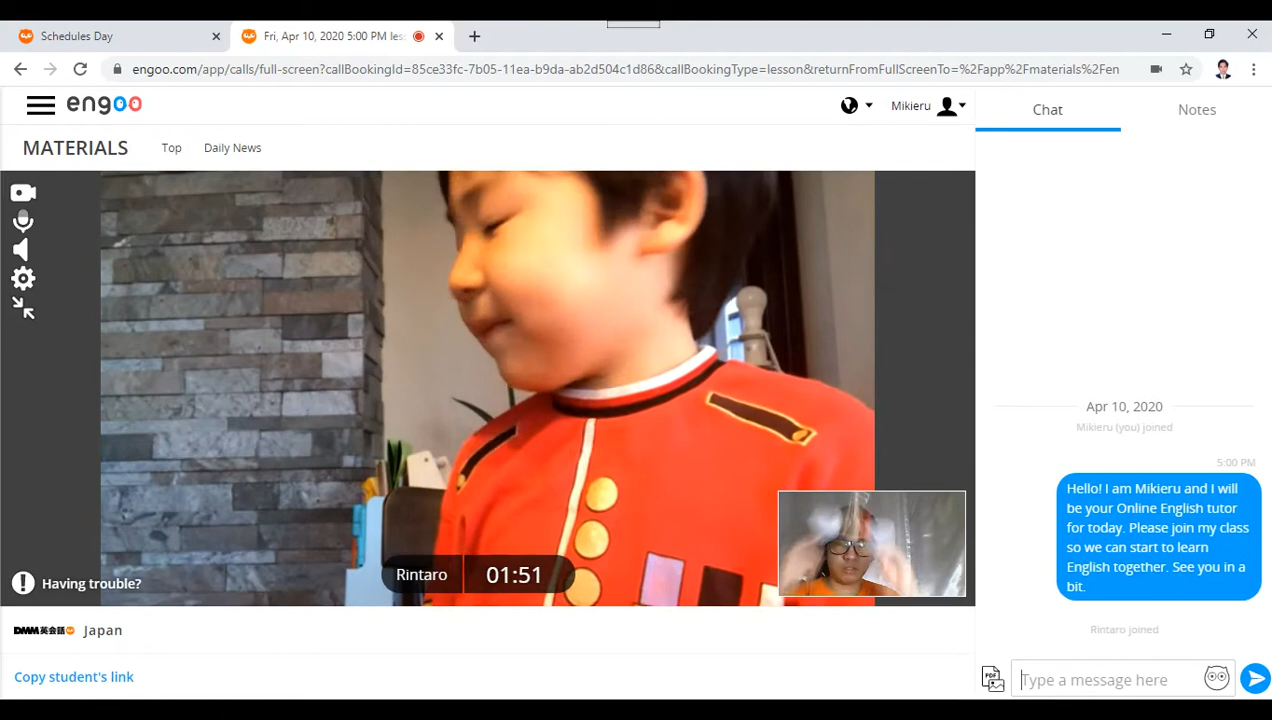 Schedules Day
Fri, Apr 10, 2020 5:00 PM les
engoo.com/app/calls/full-screen?callBookingId=85ce33fc-7b05-11ea-b9da-ab2d504c1d86&callBookingType=lesson&returnFromFullScreenTo=%2Fapp%2Fmaterials%2Fen
engoo
Mikieru
Chat
Notes
MATERIALS
Top
Daily News
Apr 10, 2020
Mikieru (you) joined
5:00 PM
Hello! I am Mikieru and I will
be your Online English tutor
for today. Please join my class
so we can start to learn
English together. See you in a
bit.
Rintaro joined
Rintaro
01:51
Having trouble?
DMM英会話
Japan
Copy student's link
PDF
Type a message here